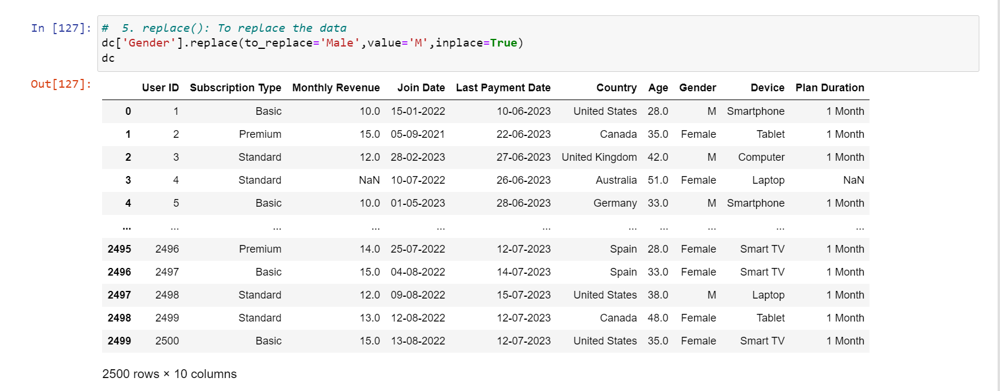 In [127]: #  5. replace(): To replace the data
dc['Gender'].replace(to_replace='Male',value='M',inplace=True)
dc
Out[127]:
User ID Subscription Type Monthly Revenue Join Date Last Payment Date Country Age Gender Device Plan Duration
0 1 Basic 10.0 15-01-2022 10-06-2023 United States 28.0 M Smartphone 1 Month
1 2 Premium 15.0 05-09-2021 22-06-2023 Canada 35.0 Female Tablet 1 Month
2 3 Standard 12.0 28-02-2023 27-06-2023 United Kingdom 42.0 M Computer 1 Month
3 4 Standard NaN 10-07-2022 26-06-2023 Australia 51.0 Female Laptop NaN
4 5 Basic 10.0 01-05-2023 28-06-2023 Germany 33.0 M Smartphone 1 Month
... ... ... ... ... ... ... ... ... ... ...
2495 2496 Premium 14.0 25-07-2022 12-07-2023 Spain 28.0 Female Smart TV 1 Month
2496 2497 Basic 15.0 04-08-2022 14-07-2023 Spain 33.0 Female Smart TV 1 Month
2497 2498 Standard 12.0 09-08-2022 15-07-2023 United States 38.0 M Laptop 1 Month
2498 2499 Standard 13.0 12-08-2022 12-07-2023 Canada 48.0 Female Tablet 1 Month
2499 2500 Basic 15.0 13-08-2022 12-07-2023 United States 35.0 Female Smart TV 1 Month
2500 rows × 10 columns